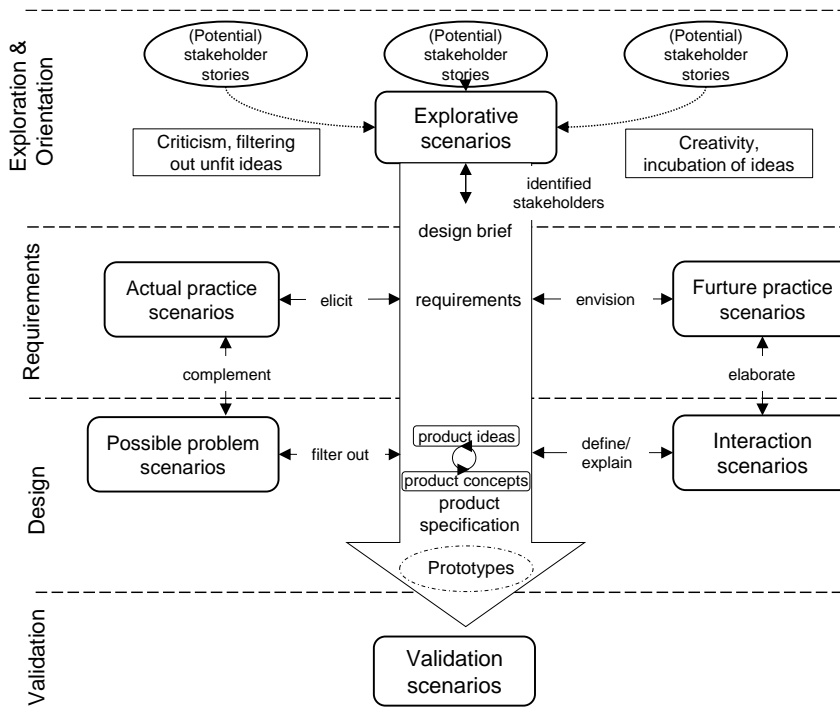 Exploration &
Orientation
(Potential)
stakeholder
stories
(Potential)
stakeholder
stories
(Potential)
stakeholder
stories
Explorative
scenarios
Criticism, filtering
out unfit ideas
Creativity,
incubation of ideas
identified
stakeholders
design brief
Requirements
Actual practice
scenarios
elicit
requirements
envision
Furture practice
scenarios
complement
elaborate
Design
Possible problem
scenarios
filter out
product ideas
product concepts
product
specification
define/
explain
Interaction
scenarios
Prototypes
Validation
Validation
scenarios